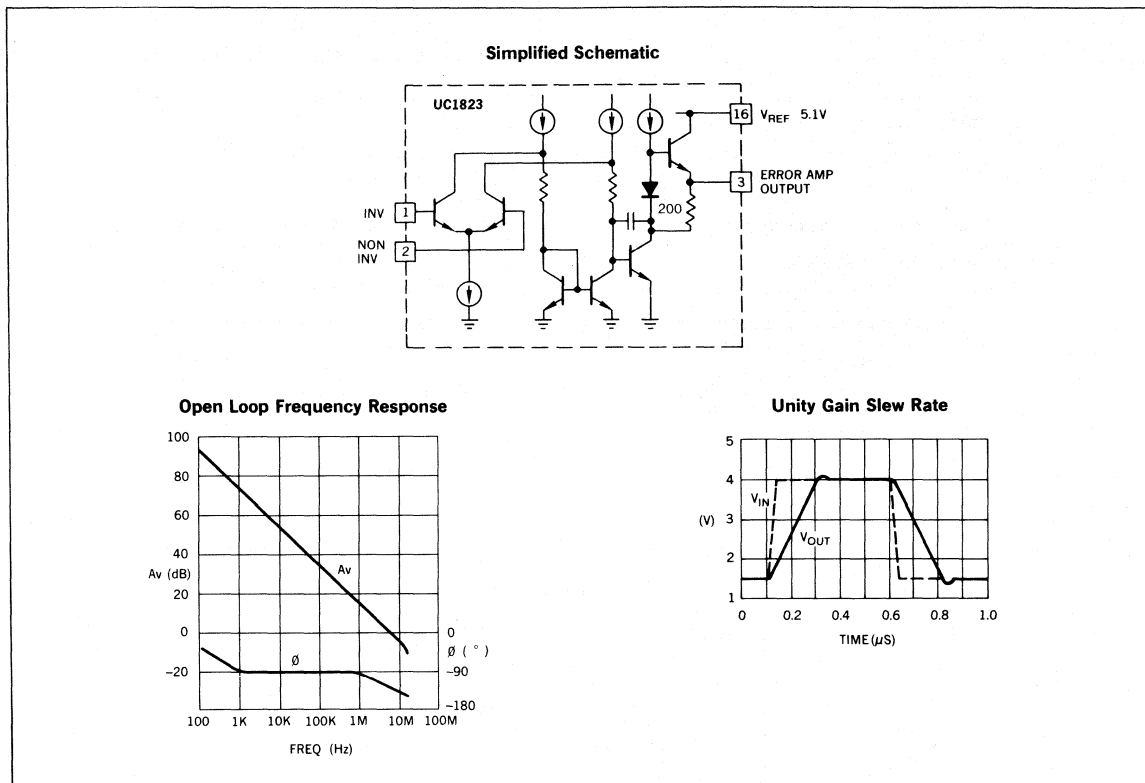 Simplified Schematic
UC1823
16 VREF 5.1V
3 ERROR AMP
OUTPUT
200
INV 1
NON
INV 2
Open Loop Frequency Response
100
80
60
40
Av (dB)
20
0
-20
Av
Ø
0
Ø ( ° )
-90
-180
100 1K 10K 100K 1M 10M 100M
FREQ (Hz)
Unity Gain Slew Rate
5
4
(V) 3
2
1
VIN
VOUT
0 0.2 0.4 0.6 0.8 1.0
TIME (µS)